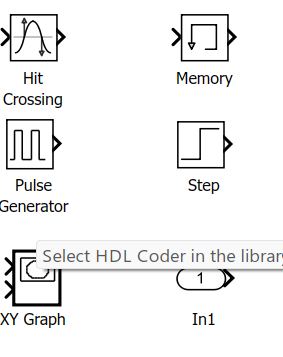 Hit Memory
Crossing
Pulse Step
Generator
Select HDL Coder in the library
1
XY Graph In1